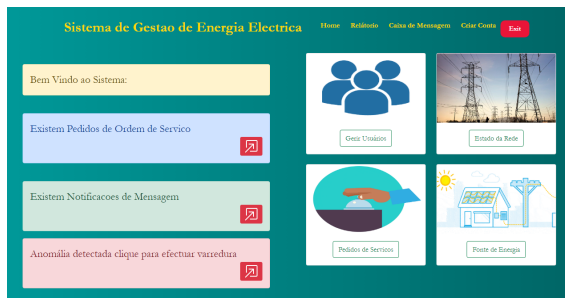 Sistema de Gestao de Energia Electrica
Home Relátorio Caixa de Mensagem Criar Conta Exit
Bem Vindo ao Sistema:
Existem Pedidos de Ordem de Servico
Existem Notificacoes de Mensagem
Anomália detectada clique para efectuar varredura
Gerir Usuários
Estado da Rede
Pedidos de Servicos
Fonte de Energia